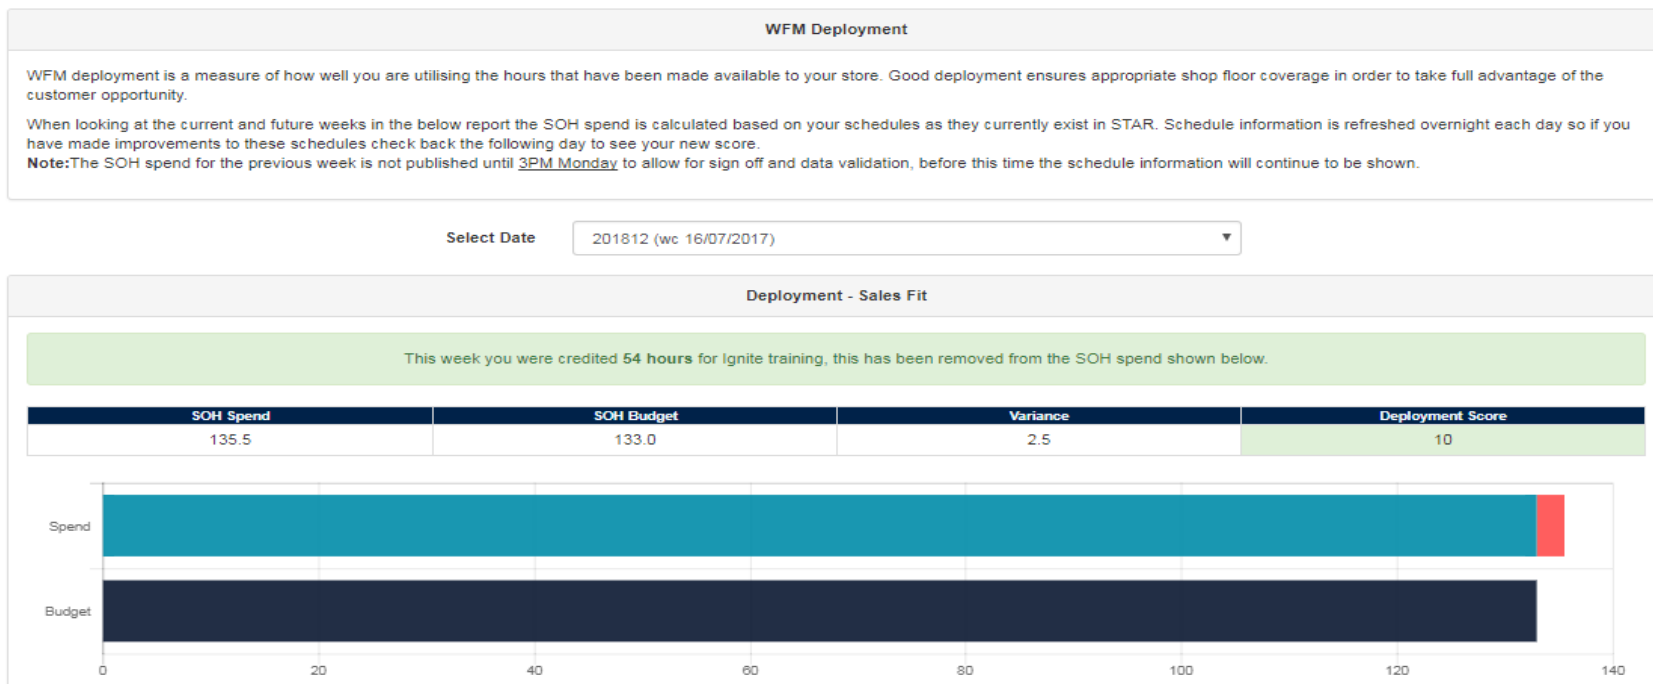 WFM Deployment
WFM deployment is a measure of how well you are utilising the hours that have been made available to your store. Good deployment ensures appropriate shop floor coverage in order to take full advantage of the
customer opportunity.
When looking at the current and future weeks in the below report the SOH spend is calculated based on your schedules as they currently exist in STAR. Schedule information is refreshed overnight each day so if you
have made improvements to these schedules check back the following day to see your new score.
Note:The SOH spend for the previous week is not published until 3PM Monday to allow for sign off and data validation, before this time the schedule information will continue to be shown.
Select Date 201812 (wc 16/07/2017)
Deployment - Sales Fit
This week you were credited 54 hours for Ignite training, this has been removed from the SOH spend shown below.
SOH Spend SOH Budget Variance Deployment Score
135.5 133.0 2.5 10
Spend
Budget
0 20 40 60 80 100 120 140